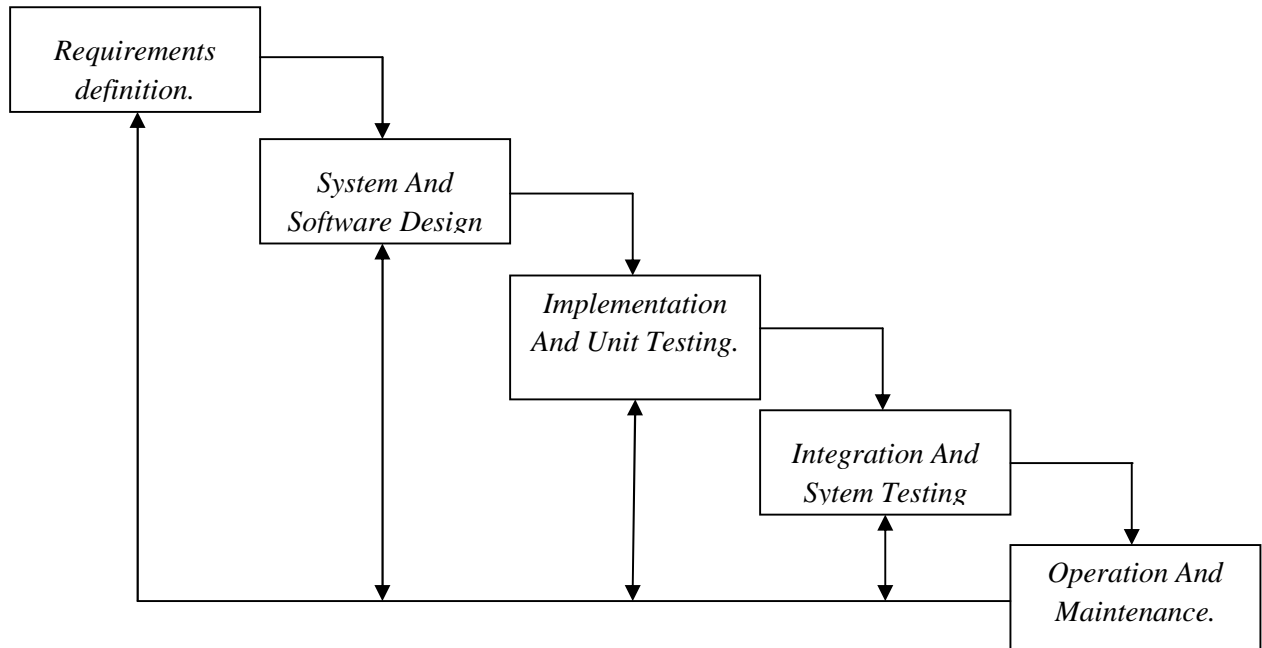 Requirements
definition.
System And
Software Design
Implementation
And Unit Testing.
Integration And
Sytem Testing
Operation And
Maintenance.